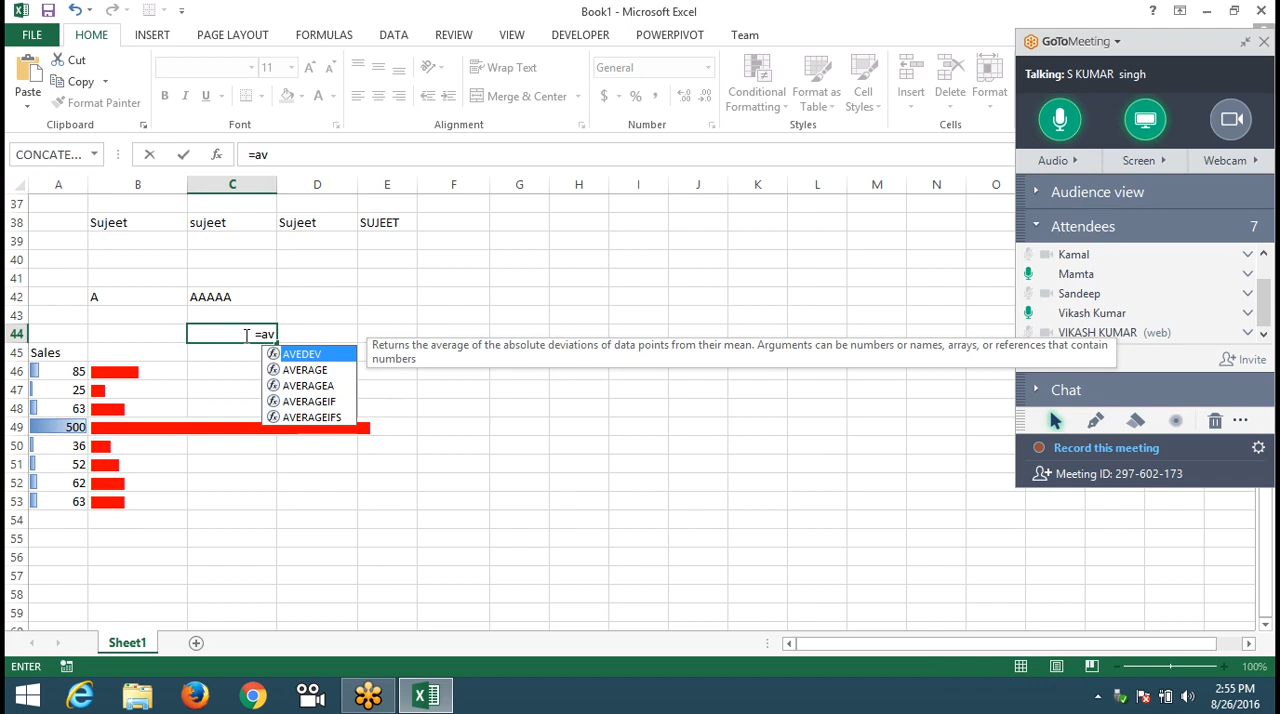 Book1 - Microsoft Excel
FILE HOME INSERT PAGE LAYOUT FORMULAS DATA REVIEW VIEW DEVELOPER POWERPIVOT Team
Paste
Cut
Copy
Format Painter
Clipboard
11
B I U
Font
Wrap Text
Merge & Center
Alignment
General
$ % ,
Number
Conditional Formatting
Format as Table
Cell Styles
Styles
Insert Delete Format
Cells
CONCATE... =av
A B C D E F G H I J K L M N O
37
38 Sujeet sujeet Sujeet SUJEET
39
40
41
42 A AAAAA
43
44 =av
45 Sales
46 85
47 25
48 63
49 500
50 36
51 52
52 62
53 63
54
55
56
57
58
59
AVEDEV
AVERAGE
AVERAGEA
AVERAGEIF
AVERAGEIFS
Returns the average of the absolute deviations of data points from their mean. Arguments can be numbers or names, arrays, or references that contain
numbers
GoToMeeting
Talking: S KUMAR singh
Audio Screen Webcam
Audience view
Attendees 7
Kamal
Mamta
Sandeep
Vikash Kumar
VIKASH KUMAR (web)
Invite
Chat
Record this meeting
Meeting ID: 297-602-173
Sheet1
ENTER
100%
2:55 PM
8/26/2016